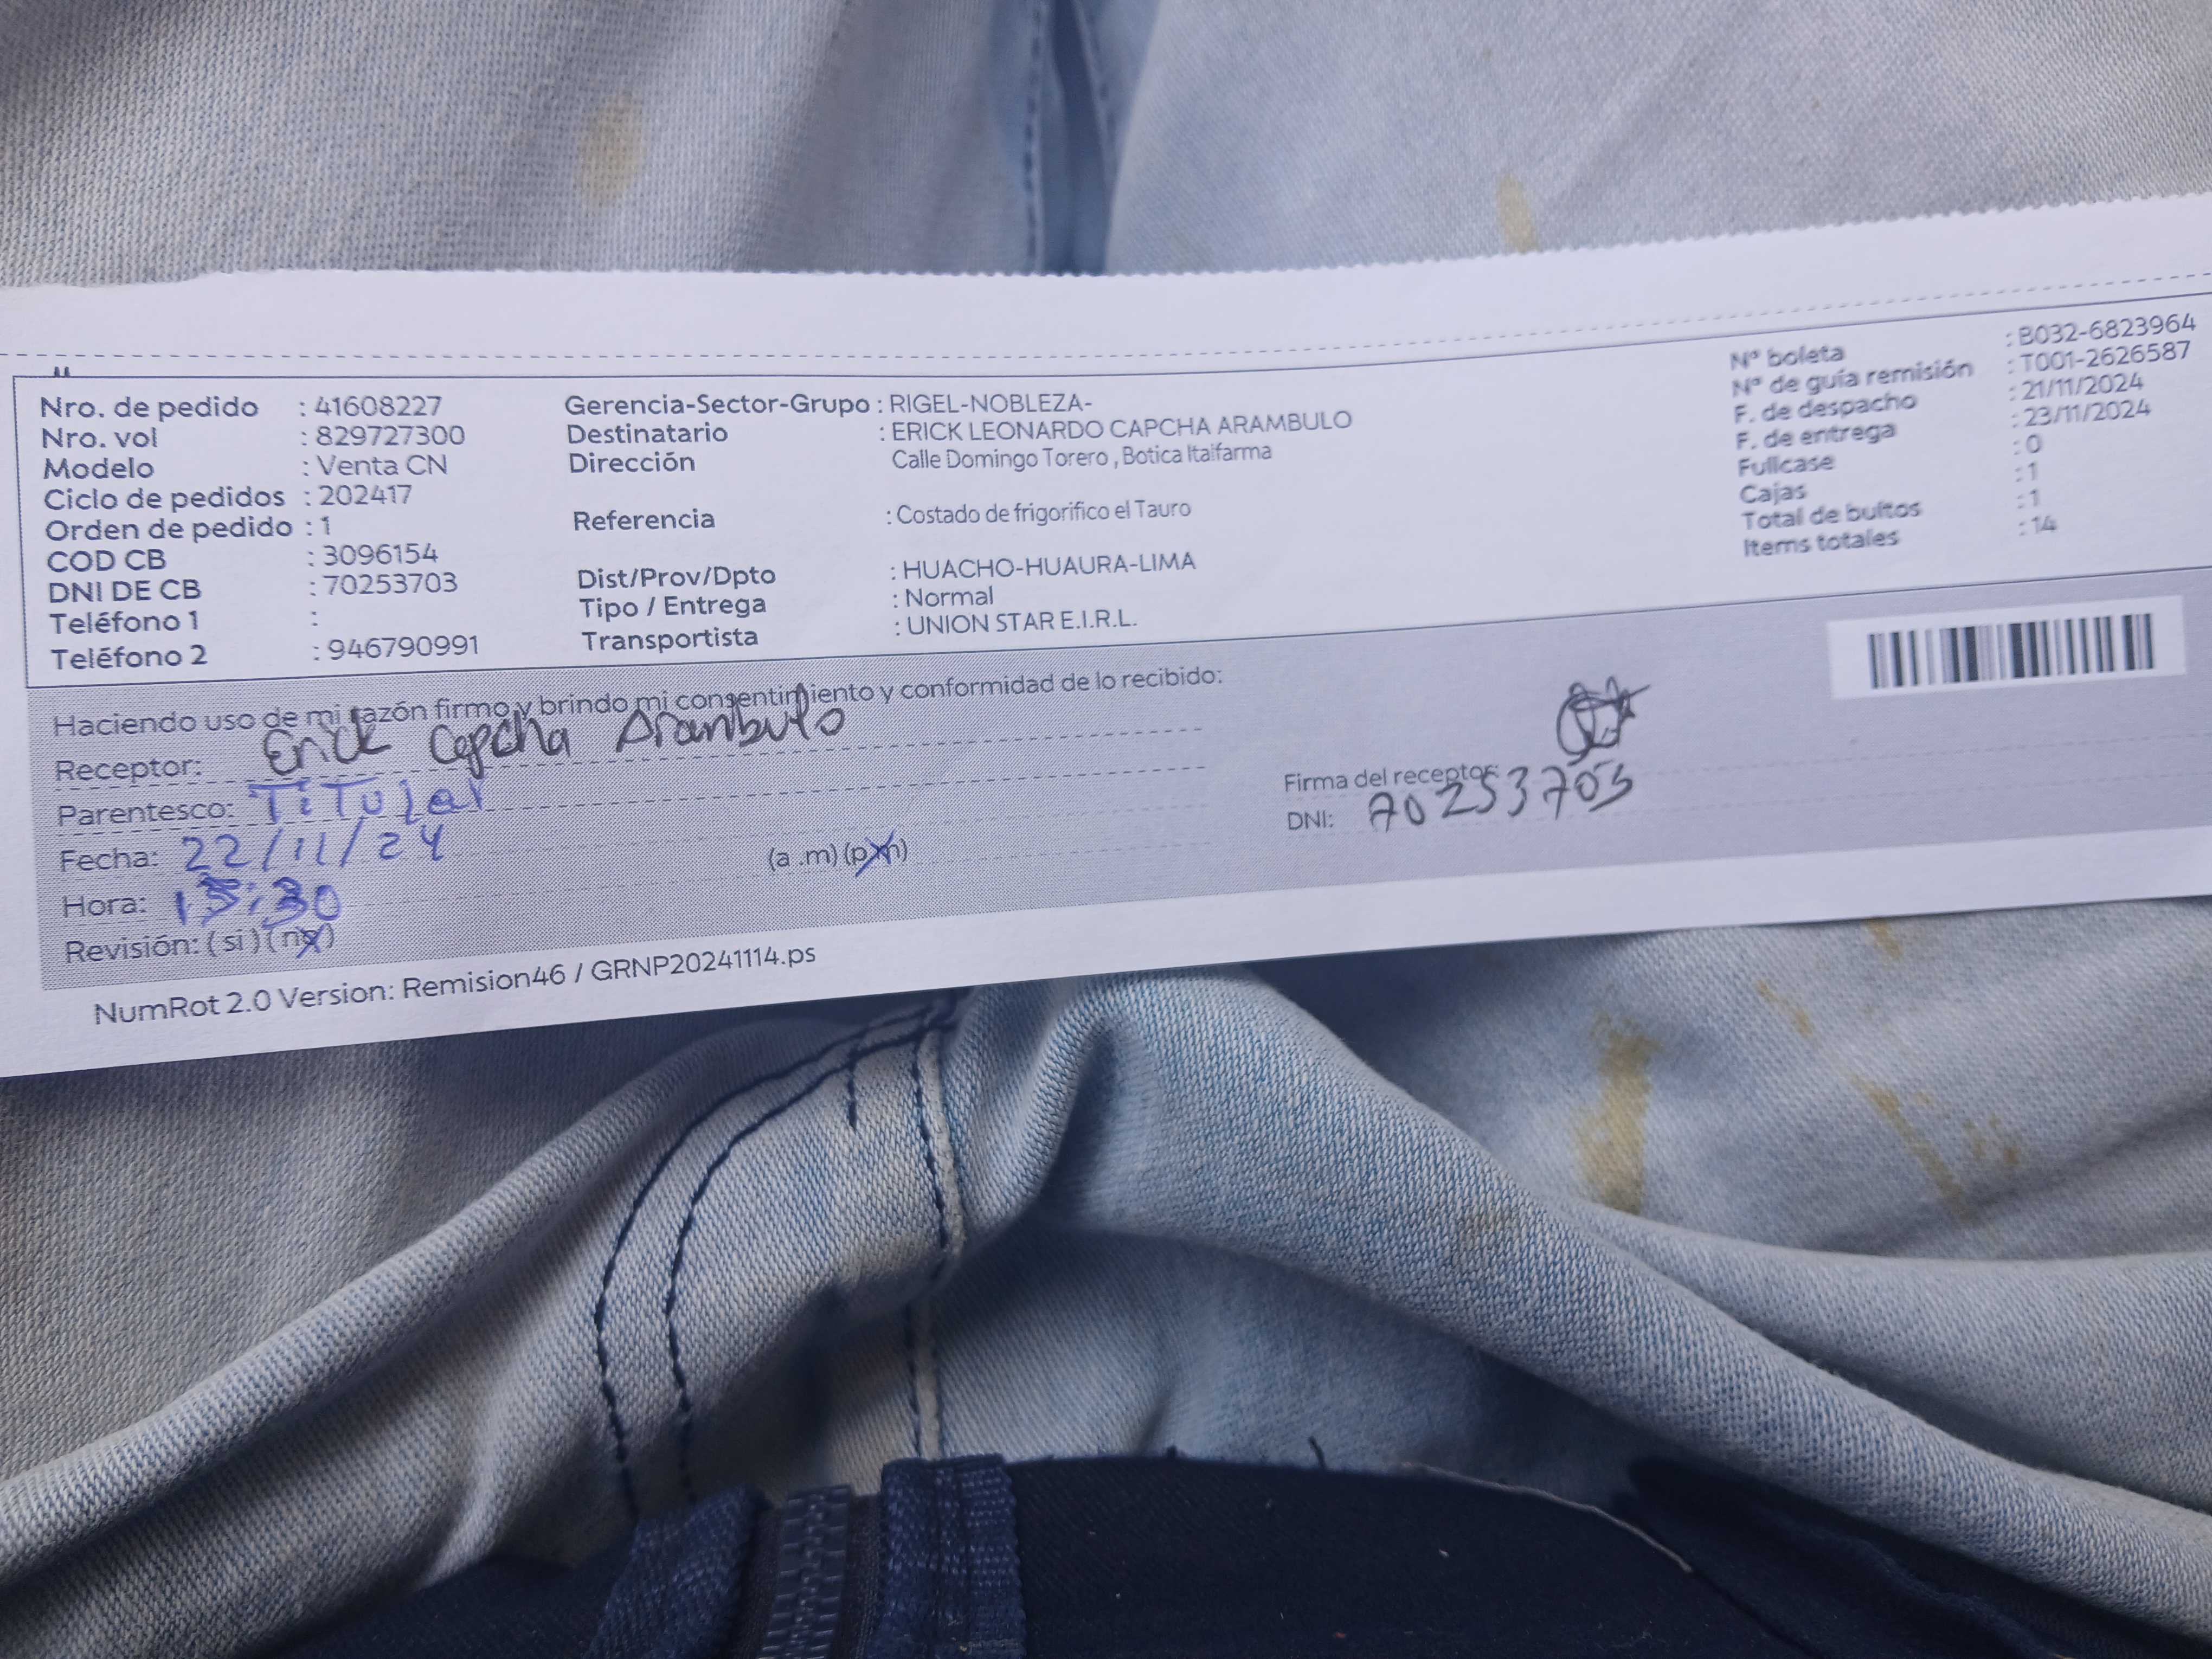 Nro. de pedido : 41608227
Nro. vol : 829727300
Modelo : Venta CN
Ciclo de pedidos : 202417
Orden de pedido : 1
COD CB : 3096154
DNI DE CB : 70253703
Teléfono 1 :
Teléfono 2 : 946790991
Gerencia-Sector-Grupo : RIGEL-NOBLEZA-
Destinatario : ERICK LEONARDO CAPCHA ARAMBULO
Dirección Calle Domingo Torero , Botica Italfarma
Referencia : Costado de frigorifico el Tauro
Dist/Prov/Dpto : HUACHO-HUAURA-LIMA
Tipo / Entrega : Normal
Transportista : UNION STAR E.I.R.L.
N° boleta : B032-6823964
N° de guía remisión : T001-2626587
F. de despacho : 21/11/2024
F. de entrega : 23/11/2024
Fullcase : 0
Cajas : 1
Total de bultos : 1
Items totales : 14
Haciendo uso de mi razón firmo y brindo mi consentimiento y conformidad de lo recibido:
Receptor: Erick Capcha Arambulo
Parentesco: Titular
Fecha: 22/11/24
Hora: :30 (a .m) (p.m)
Revisión: ( si ) ( no )
Firma del receptor:
DNI: 70253703
NumRot 2.0 Version: Remision46 / GRNP20241114.ps